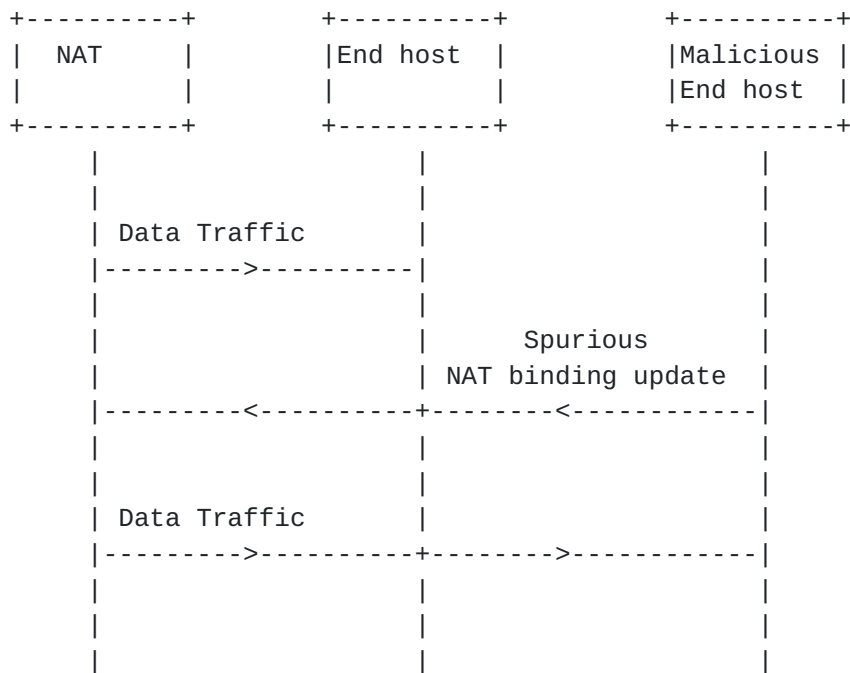 NAT End host Malicious
End host
Data Traffic
Spurious
NAT binding update
Data Traffic